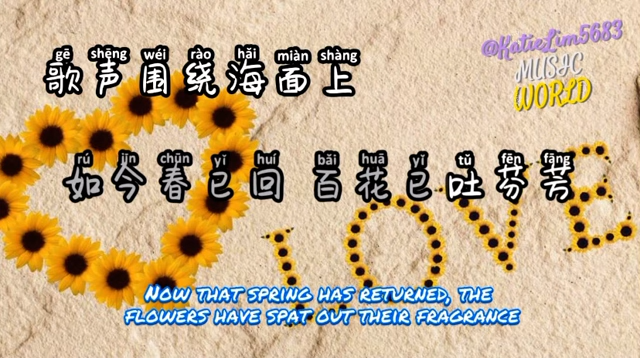 @KatieLim5683
MUSIC
WORLD
gē shēng wéi rào hǎi miàn shàng
歌声围绕海面上
rú jīn chūn yǐ huí bǎi huā yǐ tǔ fēn fāng
如今春已回 百花已吐芬芳
LOVE
NOW THAT SPRING HAS RETURNED, THE
FLOWERS HAVE SPAT OUT THEIR FRAGRANCE